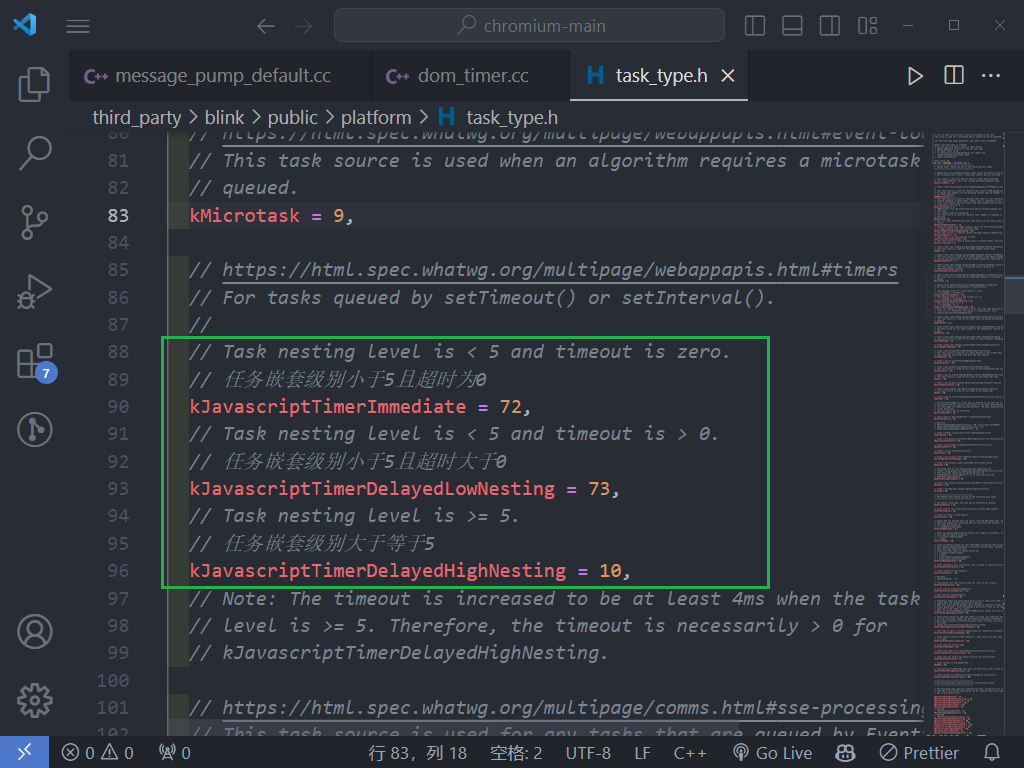 chromium-main
C++ message_pump_default.cc
C++ dom_timer.cc
H task_type.h
third_party > blink > public > platform > H task_type.h
80 // https://html.spec.whatwg.org/multipage/webappapis.html#event-loo
81 // This task source is used when an algorithm requires a microtask
82 // queued.
83 kMicrotask = 9,
84
85 // https://html.spec.whatwg.org/multipage/webappapis.html#timers
86 // For tasks queued by setTimeout() or setInterval().
87 //
88 // Task nesting level is < 5 and timeout is zero.
89 // 任务嵌套级别小于5且超时为0
90 kJavascriptTimerImmediate = 72,
91 // Task nesting level is < 5 and timeout is > 0.
92 // 任务嵌套级别小于5且超时大于0
93 kJavascriptTimerDelayedLowNesting = 73,
94 // Task nesting level is >= 5.
95 // 任务嵌套级别大于等于5
96 kJavascriptTimerDelayedHighNesting = 10,
97 // Note: The timeout is increased to be at least 4ms when the task
98 // level is >= 5. Therefore, the timeout is necessarily > 0 for
99 // kJavascriptTimerDelayedHighNesting.
100
101 // https://html.spec.whatwg.org/multipage/comms.html#sse-processing
102 // This task source is used for any tasks that are queued by Event
7
0 0 0 行 83，列 18 空格: 2 UTF-8 LF C++ Go Live Prettier